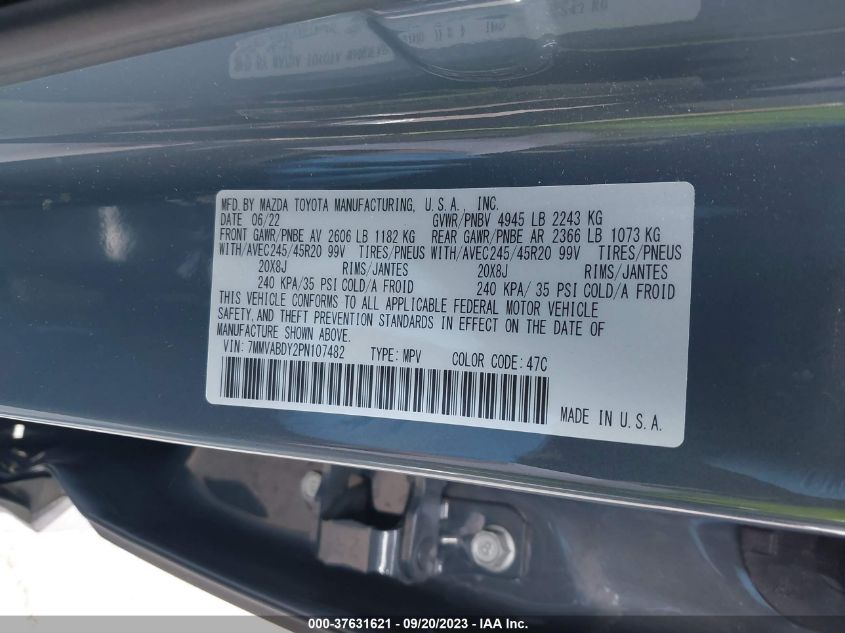 MFD.BY MAZDA TOYOTA MANUFACTURING, U.S.A., INC.
DATE 06/22 GVWR/PNBV 4945 LB 2243 KG
FRONT GAWR/PNBE AV 2606 LB 1182 KG REAR GAWR/PNBE AR 2366 LB 1073 KG
WITH/AVEC245/45R20 99V TIRES/PNEUS WITH/AVEC245/45R20 99V TIRES/PNEUS
20X8J RIMS/JANTES 20X8J RIMS/JANTES
240 KPA/35 PSI COLD/A FROID 240 KPA/ 35 PSI COLD/A FROID
THIS VEHICLE CONFORMS TO ALL APPLICABLE FEDERAL MOTOR VEHICLE
SAFETY, AND THEFT PREVENTION STANDARDS IN EFFECT ON THE DATE OF
MANUFACTURE SHOWN ABOVE.
VIN: 7MMVABDY2PN107482 TYPE: MPV COLOR CODE: 47C
MADE IN U.S.A.
000-37631621 - 09/20/2023 - IAA Inc.